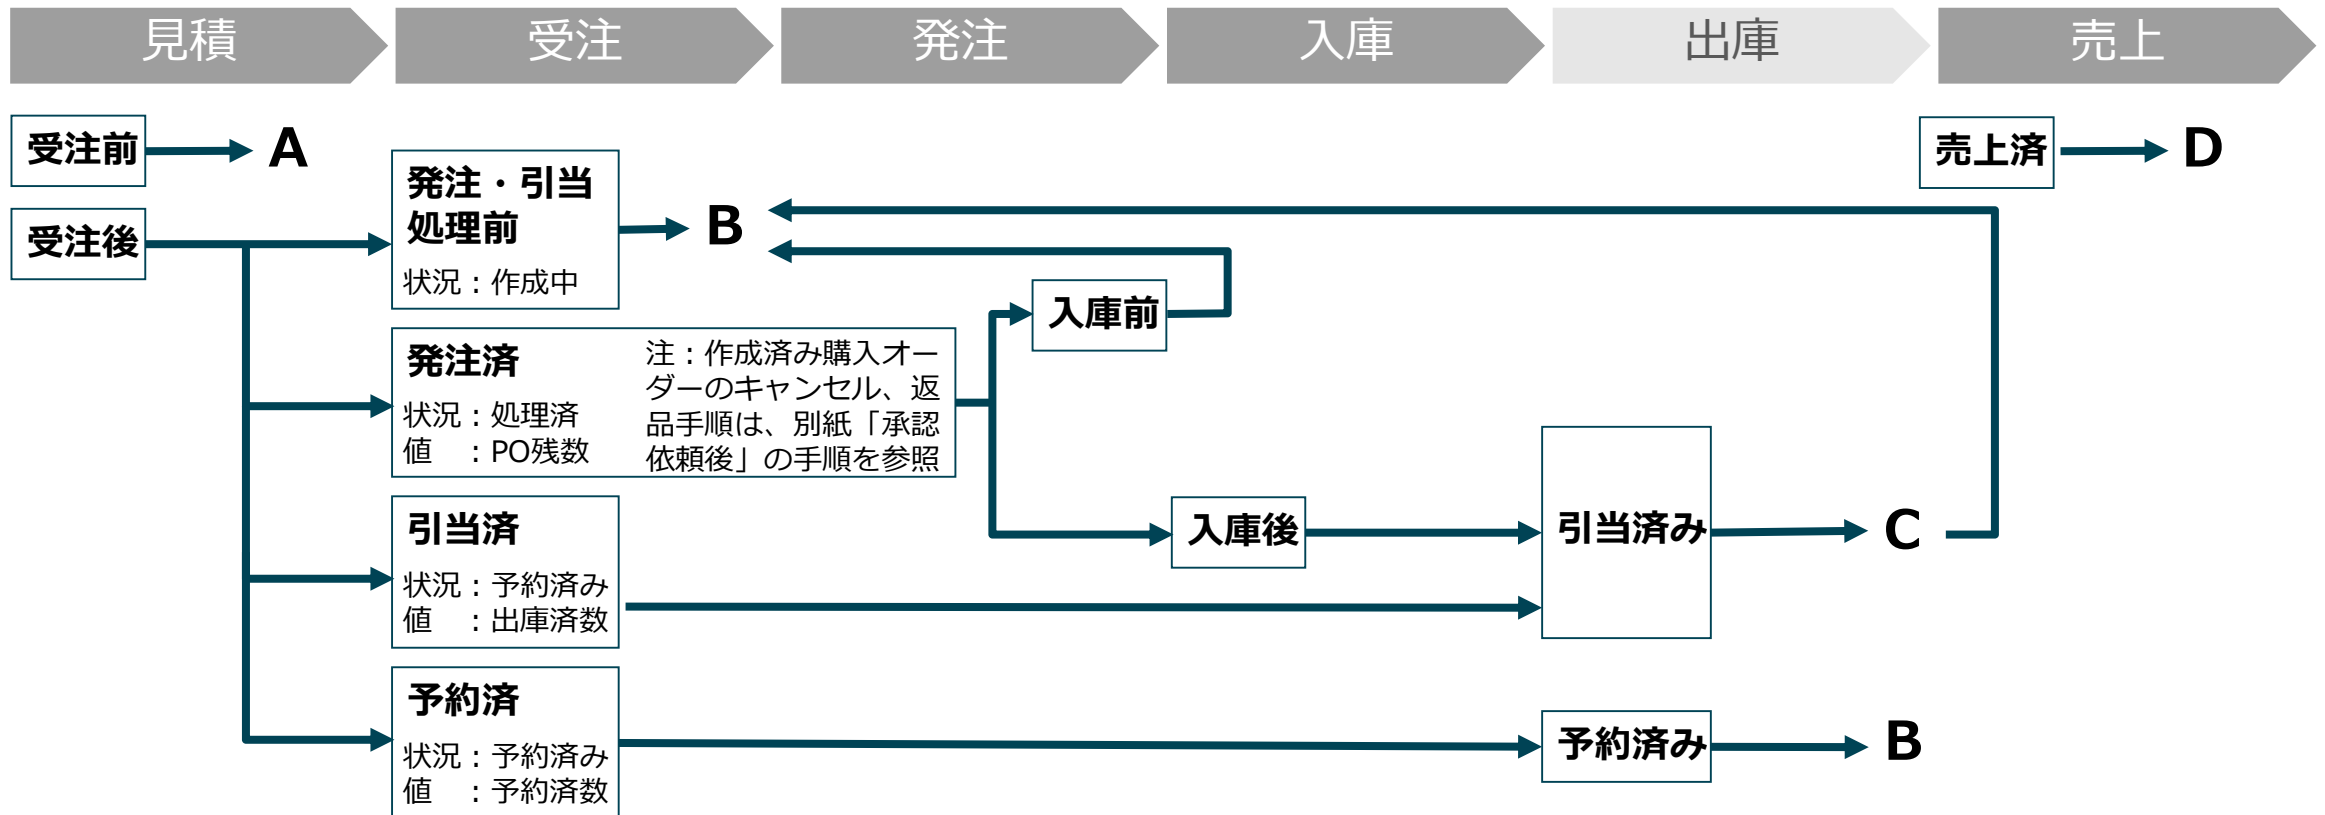 見積
受注
発注
入庫
出庫
売上
受注前
A
売上済
D
発注・引当
処理前
状況：作成中
B
受注後
入庫前
発注済
状況：処理済
値　：PO残数
注：作成済み購入オー
ダーのキャンセル、返
品手順は、別紙「承認
依頼後」の手順を参照
引当済
状況：予約済み
値　：出庫済数
入庫後
引当済み
C
予約済
状況：予約済み
値　：予約済数
予約済み
B